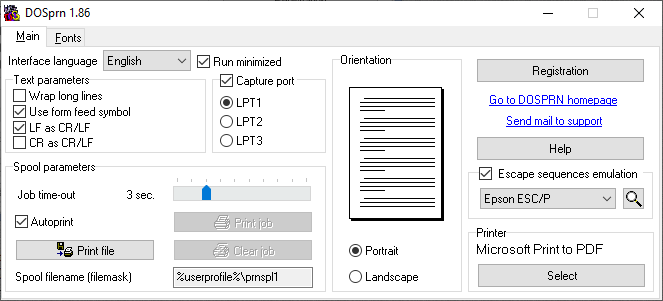 DOSprn 1.86
Main
Fonts
Interface language
English
Run minimized
Text parameters
Wrap long lines
Use form feed symbol
LF as CR/LF
CR as CR/LF
Capture port
LPT1
LPT2
LPT3
Spool parameters
Job time-out
3 sec.
Autoprint
Print job
Print file
Clear job
Spool filename (filemask)
%userprofile%\prnspl1
Orientation
Portrait
Landscape
Registration
Go to DOSPRN homepage
Send mail to support
Help
Escape sequences emulation
Epson ESC/P
Printer
Microsoft Print to PDF
Select